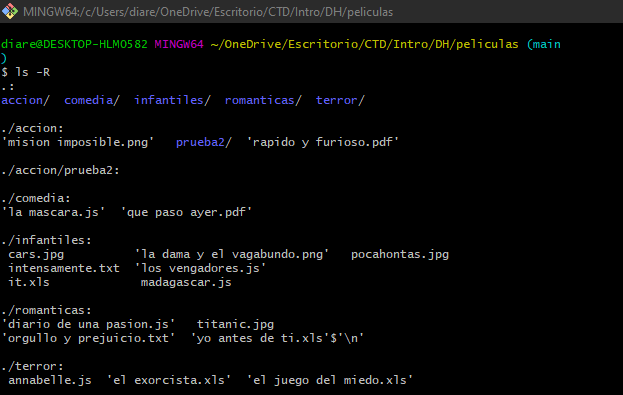 MINGW64:/c/Users/diare/OneDrive/Escritorio/CTD/Intro/DH/peliculas
diare@DESKTOP-HLMO582 MINGW64 ~/OneDrive/Escritorio/CTD/Intro/DH/peliculas (main
)
$ ls -R
.:
accion/  comedia/  infantiles/  romanticas/  terror/
./accion:
'mision imposible.png'   prueba2/  'rapido y furioso.pdf'
./accion/prueba2:
./comedia:
'la mascara.js'  'que paso ayer.pdf'
./infantiles:
cars.jpg          'la dama y el vagabundo.png'   pocahontas.jpg
intensamente.txt  'los vengadores.js'
it.xls             madagascar.js
./romanticas:
'diario de una pasion.js'   titanic.jpg
'orgullo y prejuicio.txt'  'yo antes de ti.xls'$'\n'
./terror:
annabelle.js  'el exorcista.xls'  'el juego del miedo.xls'